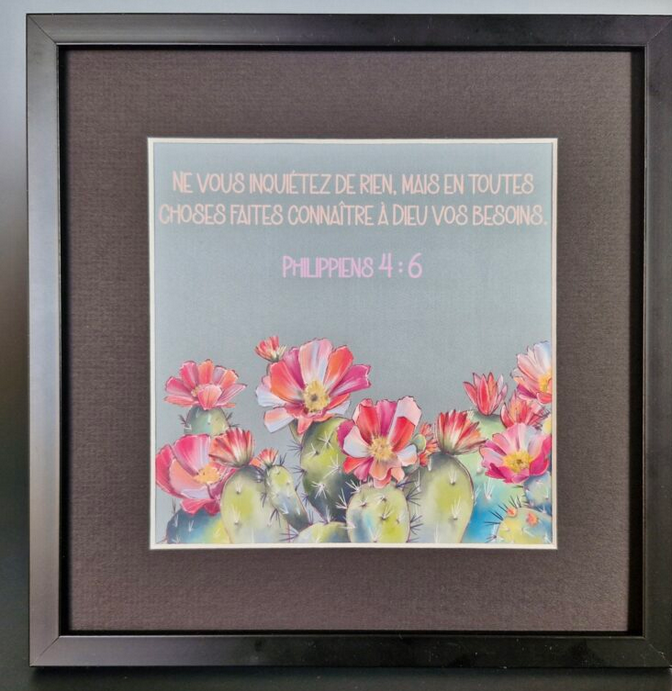 NE VOUS INQUIÉTEZ DE RIEN, MAIS EN TOUTES
CHOSES FAITES CONNAÎTRE À DIEU VOS BESOINS.
PHILIPPIENS 4:6